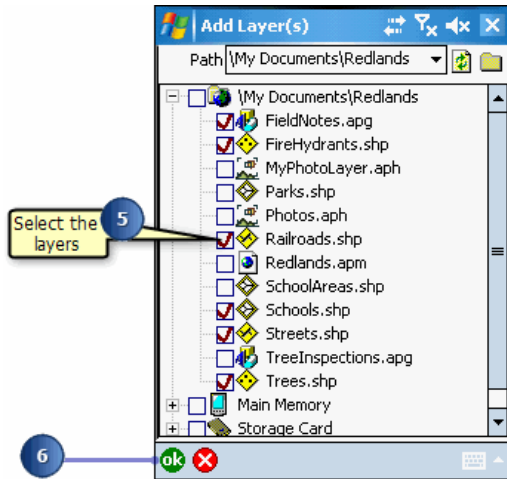 Add Layer(s)
Path \My Documents\Redlands
\My Documents\Redlands
FieldNotes.apg
FireHydrants.shp
MyPhotoLayer.aph
Parks.shp
Photos.aph
Select the
layers
5
Railroads.shp
Redlands.apm
SchoolAreas.shp
Schools.shp
Streets.shp
TreeInspections.apg
Trees.shp
Main Memory
Storage Card
6
ok